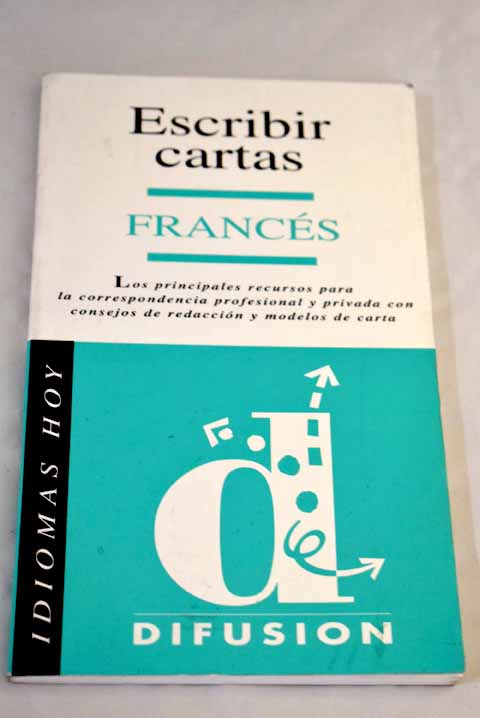 Escribir
cartas
FRANCÉS
Los principales recursos para
la correspondencia profesional y privada con
consejos de redacción y modelos de carta
IDIOMAS HOY
d
DIFUSION